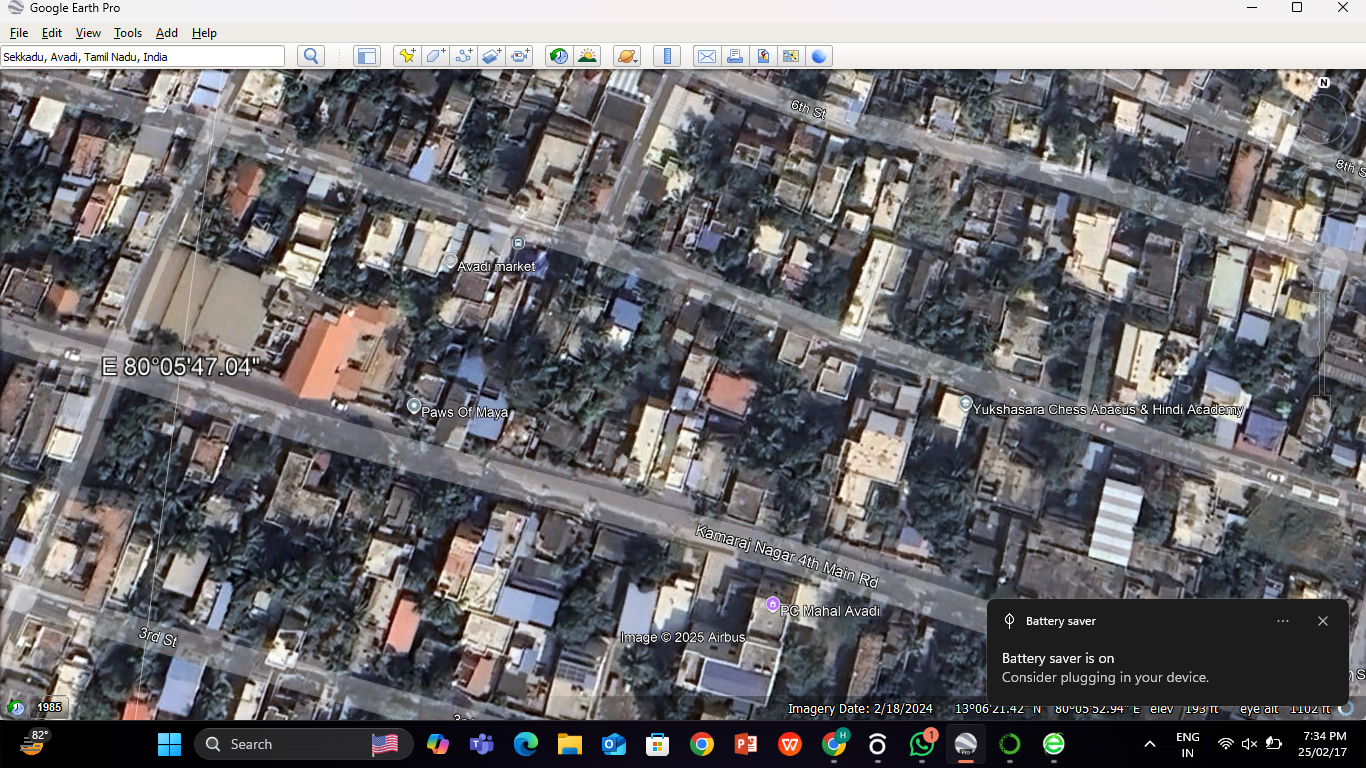 Google Earth Pro
File Edit View Tools Add Help
Sekkadu, Avadi, Tamil Nadu, India
6th St
8th S
Avadi market
E 80°05'47.04"
Paws Of Maya
Yukshasara Chess Abacus & Hindi Academy
Kamaraj Nagar 4th Main Rd
PC Mahal Avadi
3rd St
Image © 2025 Airbus
N
Battery saver
Battery saver is on
Consider plugging in your device.
1985
Imagery Date: 2/18/2024 13°06'21.42" N 80°05'52.94" E elev 193 ft eye alt 1102 ft
82°
Search
H
1
ENG
IN
7:34 PM
25/02/17